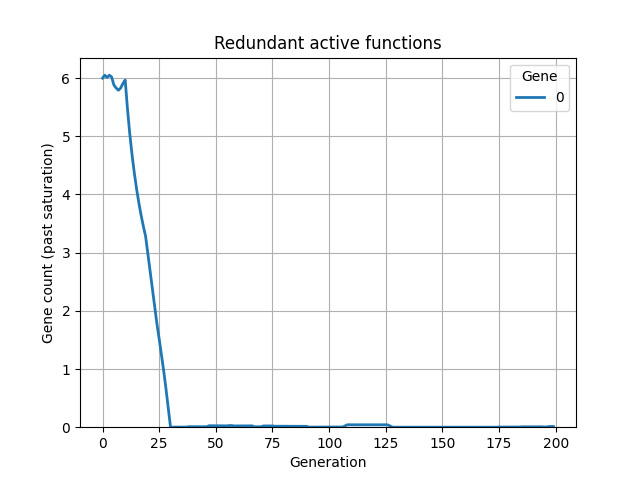 Redundant active functions
Gene
0
Gene count (past saturation)
6
5
4
3
2
1
0
0 25 50 75 100 125 150 175 200
Generation